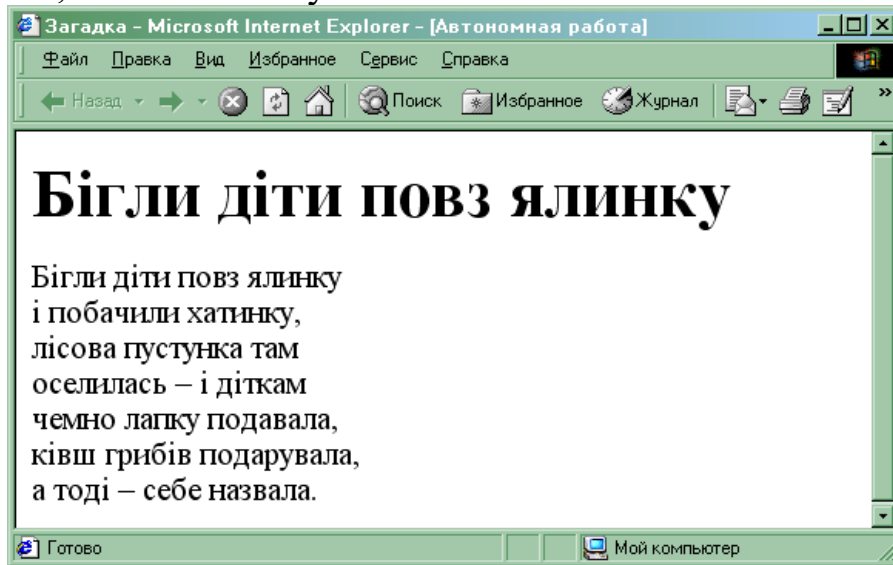 Загадка - Microsoft Internet Explorer - [Автономная работа]
Файл Правка Вид Избранное Сервис Справка
Назад Поиск Избранное Журнал »
Бігли діти повз ялинку
Бігли діти повз ялинку
і побачили хатинку,
лісова пустунка там
оселилась – і діткам
чемно лапку подавала,
ківш грибів подарувала,
а тоді – себе назвала.
Готово Мой компьютер